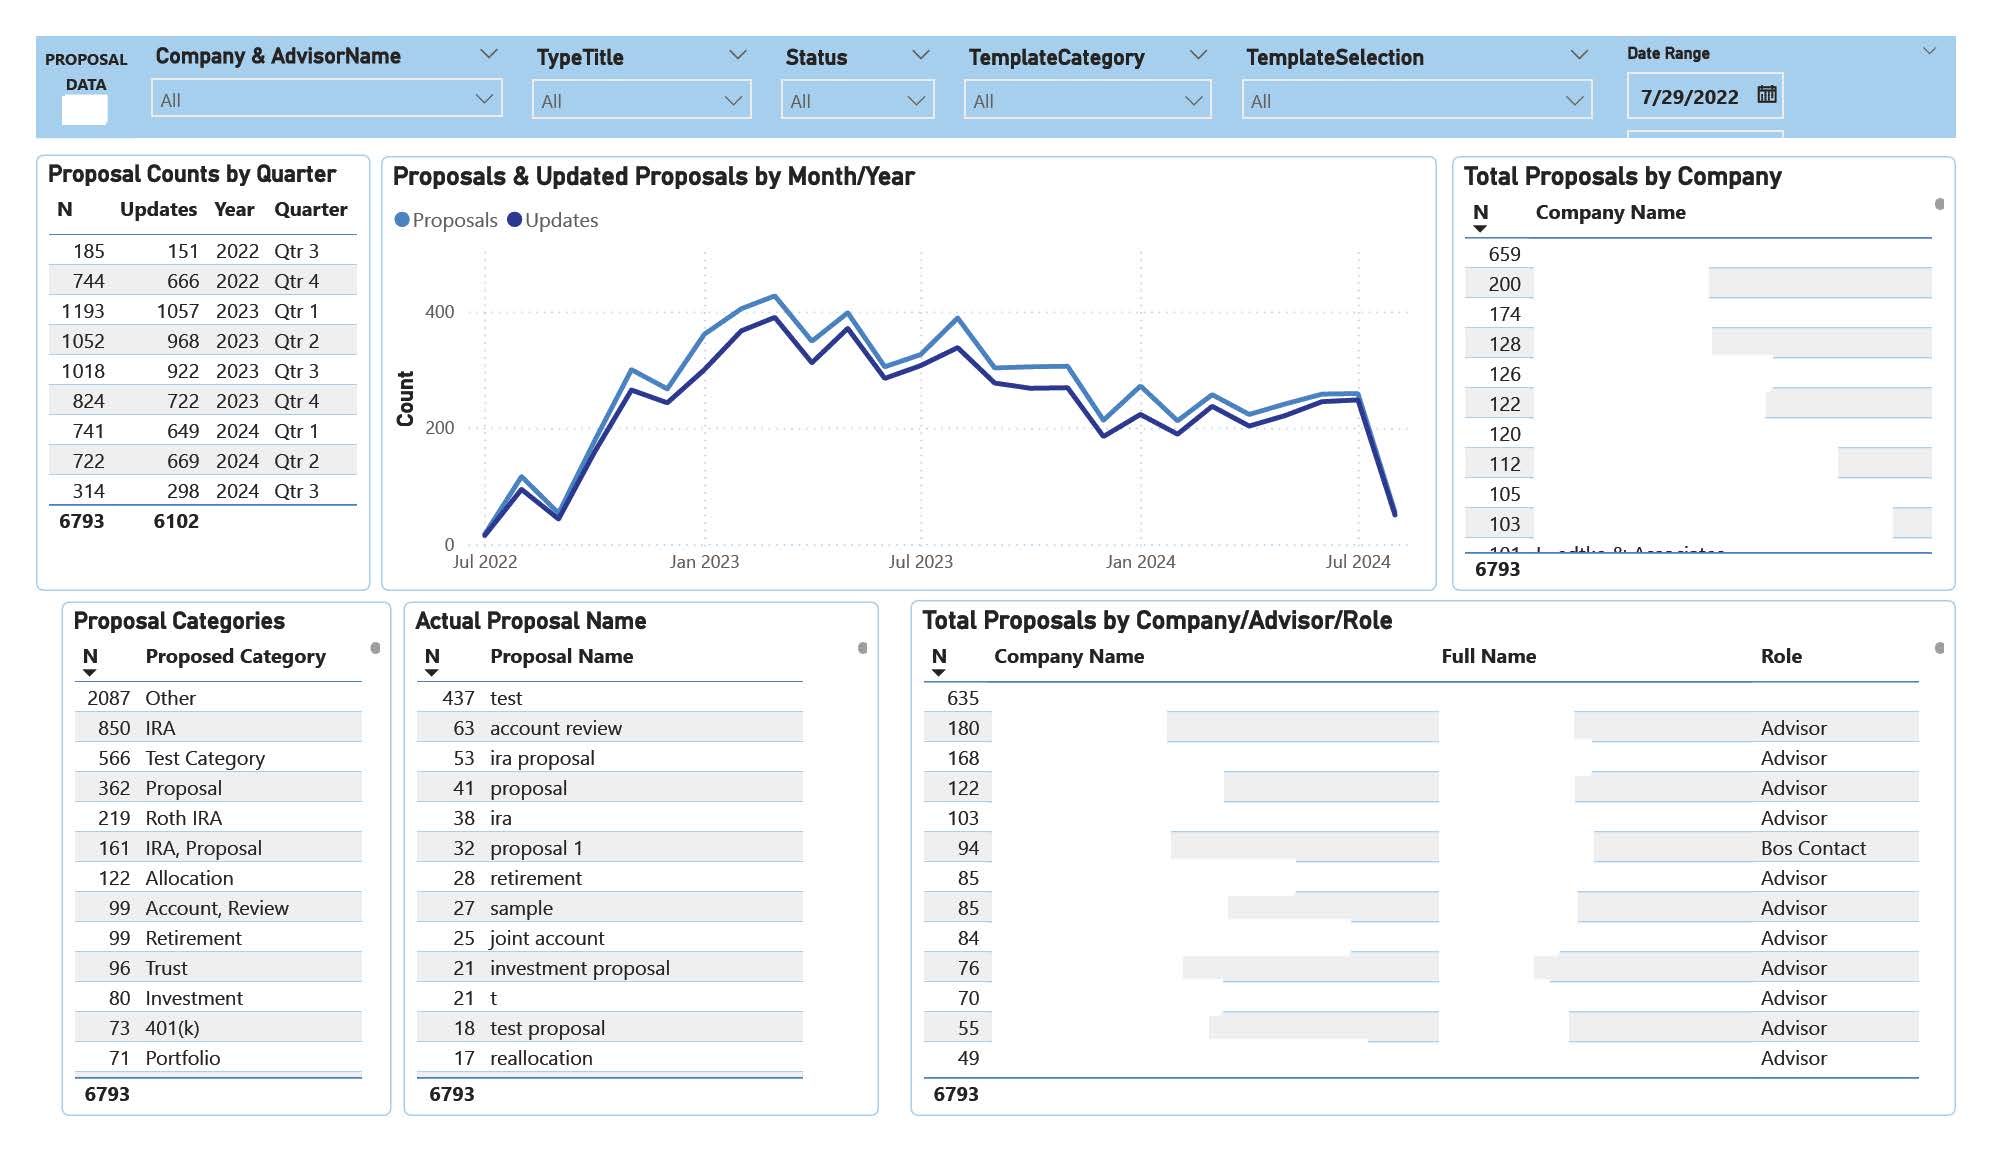 PROPOSAL
DATA
Company & AdvisorName
All
TypeTitle
All
Status
All
TemplateCategory
All
TemplateSelection
All
Date Range
7/29/2022
Proposal Counts by Quarter
N Updates Year Quarter
185 151 2022 Qtr 3
744 666 2022 Qtr 4
1193 1057 2023 Qtr 1
1052 968 2023 Qtr 2
1018 922 2023 Qtr 3
824 722 2023 Qtr 4
741 649 2024 Qtr 1
722 669 2024 Qtr 2
314 298 2024 Qtr 3
6793 6102
Proposals & Updated Proposals by Month/Year
Proposals Updates
Count
400
200
0
Jul 2022 Jan 2023 Jul 2023 Jan 2024 Jul 2024
Total Proposals by Company
N Company Name
659
200
174
128
126
122
120
112
105
103
101 & Associates
6793
Proposal Categories
N Proposed Category
2087 Other
850 IRA
566 Test Category
362 Proposal
219 Roth IRA
161 IRA, Proposal
122 Allocation
99 Account, Review
99 Retirement
96 Trust
80 Investment
73 401(k)
71 Portfolio
6793
Actual Proposal Name
N Proposal Name
437 test
63 account review
53 ira proposal
41 proposal
38 ira
32 proposal 1
28 retirement
27 sample
25 joint account
21 investment proposal
21 t
18 test proposal
17 reallocation
6793
Total Proposals by Company/Advisor/Role
N Company Name Full Name Role
635
180 Advisor
168 Advisor
122 Advisor
103 Advisor
94 Bos Contact
85 Advisor
85 Advisor
84 Advisor
76 Advisor
70 Advisor
55 Advisor
49 Advisor
6793